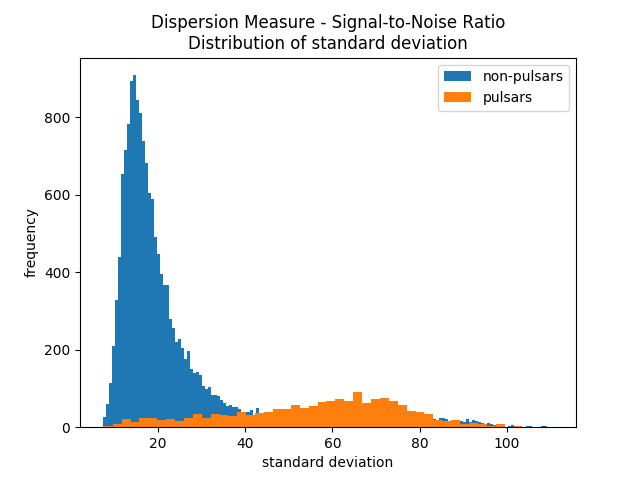 Dispersion Measure - Signal-to-Noise Ratio
Distribution of standard deviation
non-pulsars
pulsars
800
600
400
200
0
frequency
20 40 60 80 100
standard deviation